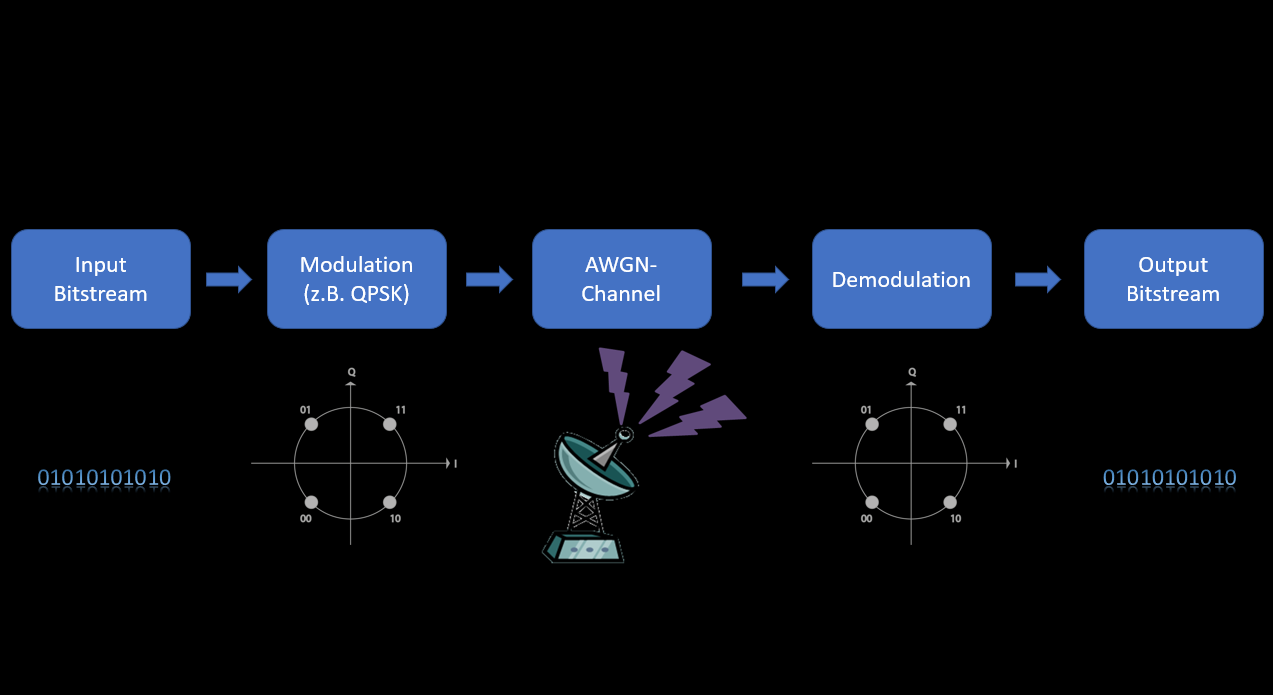 Input
Bitstream
Modulation
(z.B. QPSK)
AWGN-
Channel
Demodulation
Output
Bitstream
Q
01
11
I
00
10
Q
01
11
I
00
10
01010101010
01010101010